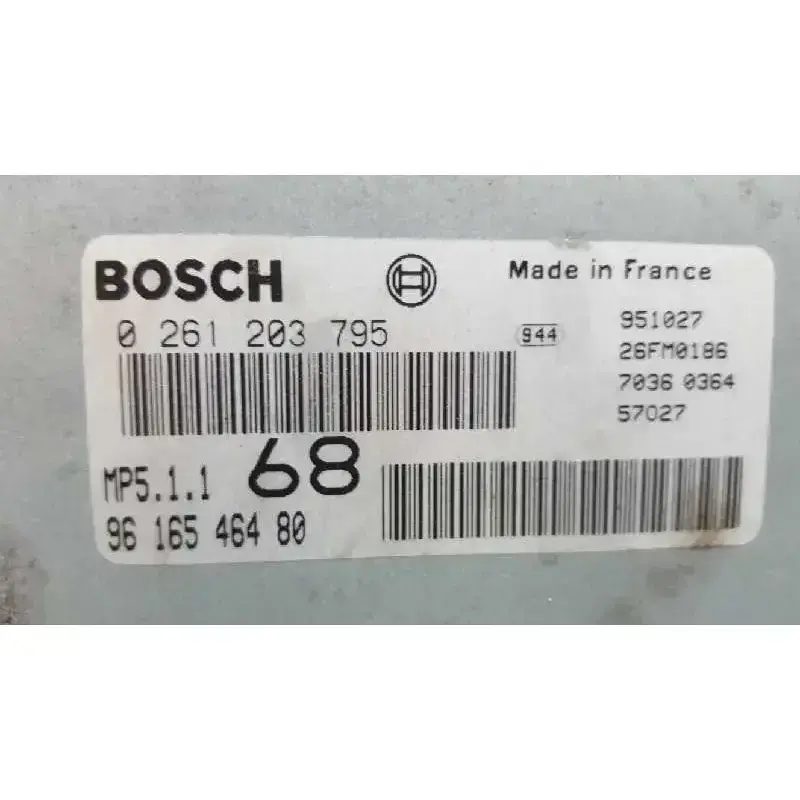 BOSCH
Made in France
0 261 203 795
944
951027
26FM0186
7036 0364
57027
MP5.1.1
68
96 165 464 80